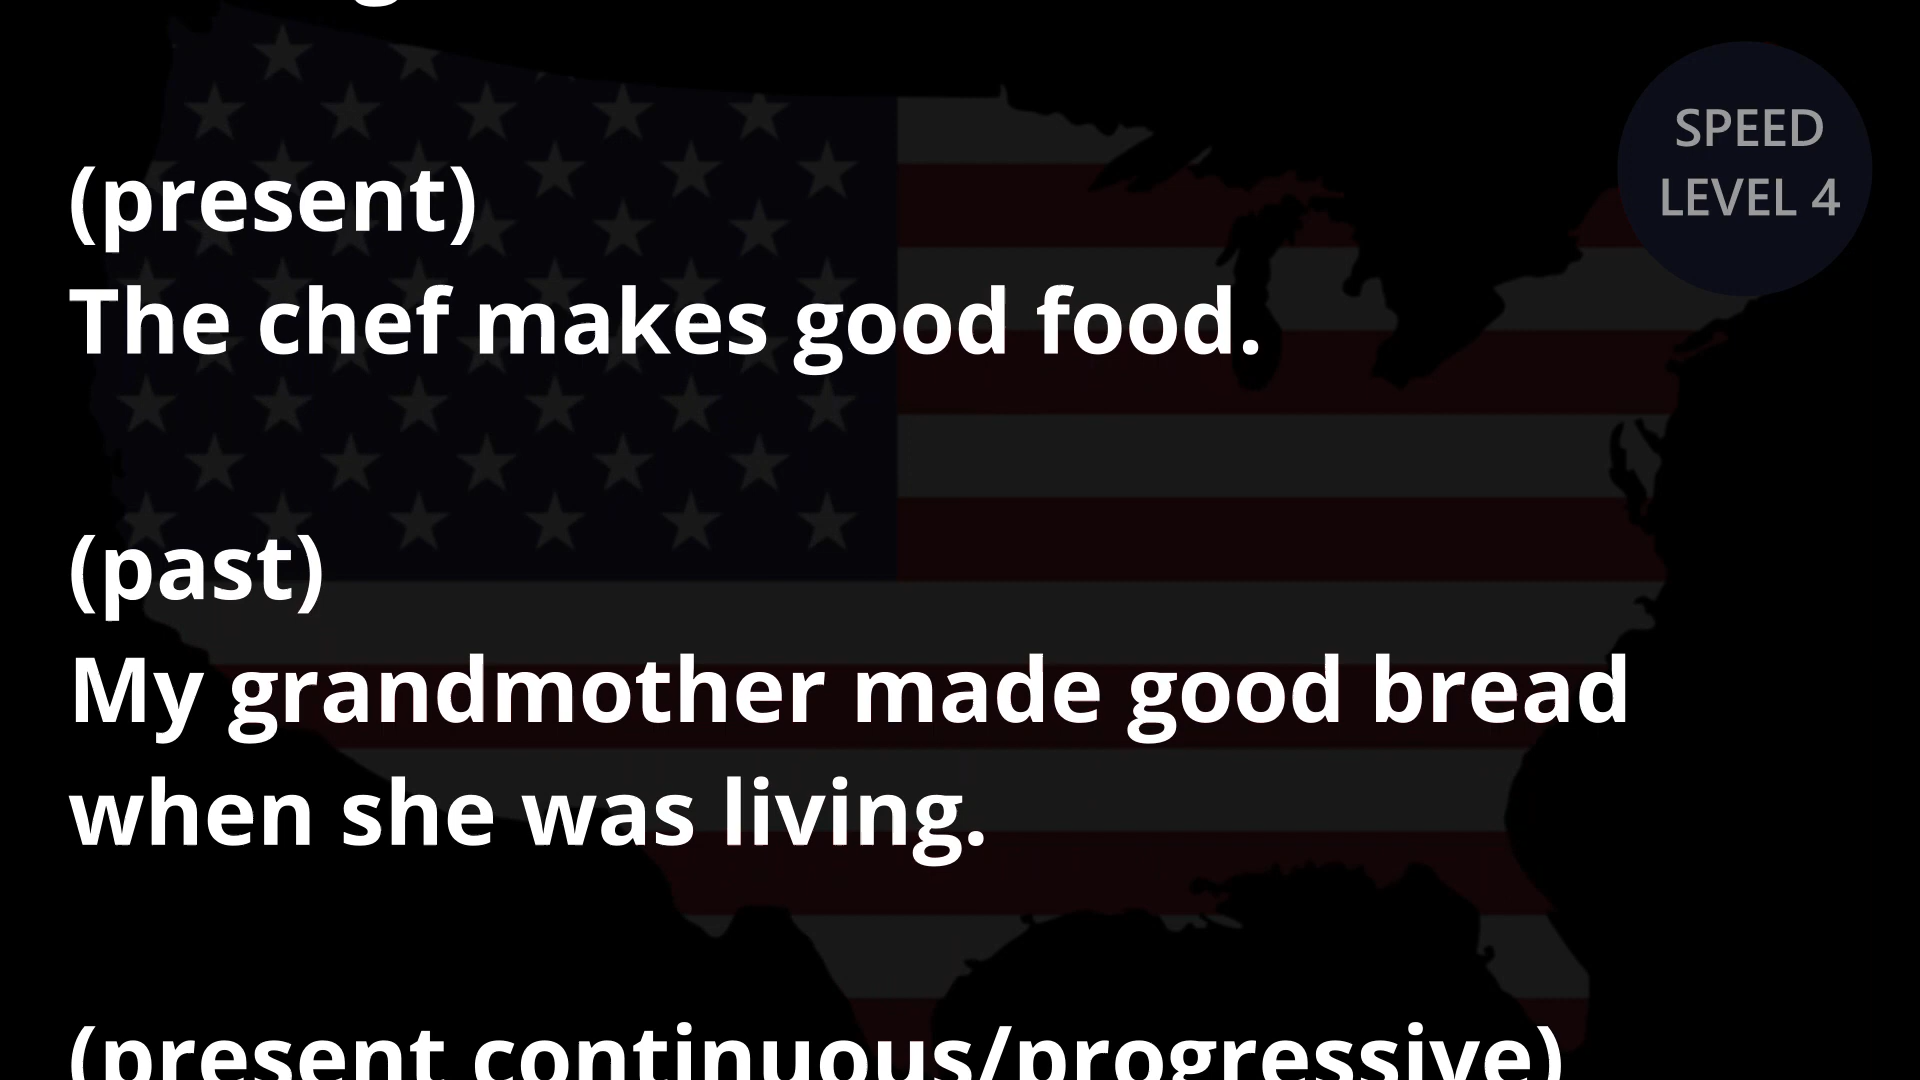 (present)
The chef makes good food.
(past)
My grandmother made good bread
when she was living.
(present continuous/progressive)
SPEED
LEVEL 4